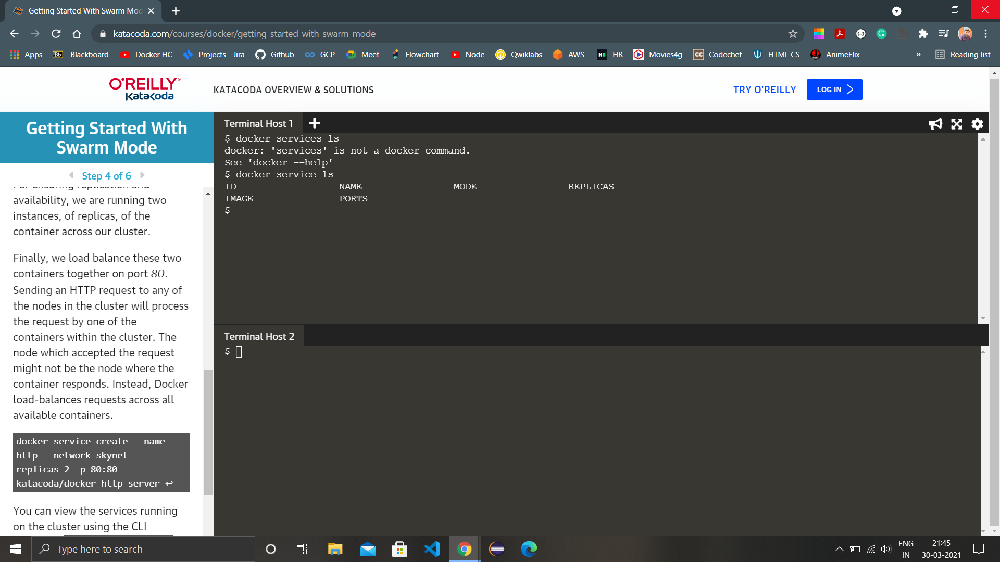 Getting Started With Swarm Mod
katacoda.com/courses/docker/getting-started-with-swarm-mode
Apps Bb Blackboard Docker HC Projects - Jira Github GCP Meet Flowchart Node Qwiklabs AWS HR Movies4g CC Codechef HTML CS AnimeFlix » Reading list
O'REILLY®
Katacoda
KATACODA OVERVIEW & SOLUTIONS
TRY O'REILLY
LOG IN
Getting Started With
Swarm Mode
Step 4 of 6
For ensuring replication and
availability, we are running two
instances, of replicas, of the
container across our cluster.
Finally, we load balance these two
containers together on port 80.
Sending an HTTP request to any of
the nodes in the cluster will process
the request by one of the
containers within the cluster. The
node which accepted the request
might not be the node where the
container responds. Instead, Docker
load-balances requests across all
available containers.
docker service create --name
http --network skynet --
replicas 2 -p 80:80
katacoda/docker-http-server ↩
You can view the services running
on the cluster using the CLI
Terminal Host 1
$ docker services ls
docker: 'services' is not a docker command.
See 'docker --help'
$ docker service ls
ID NAME MODE REPLICAS
IMAGE PORTS
$
Terminal Host 2
$
Type here to search
ENG
IN
21:45
30-03-2021